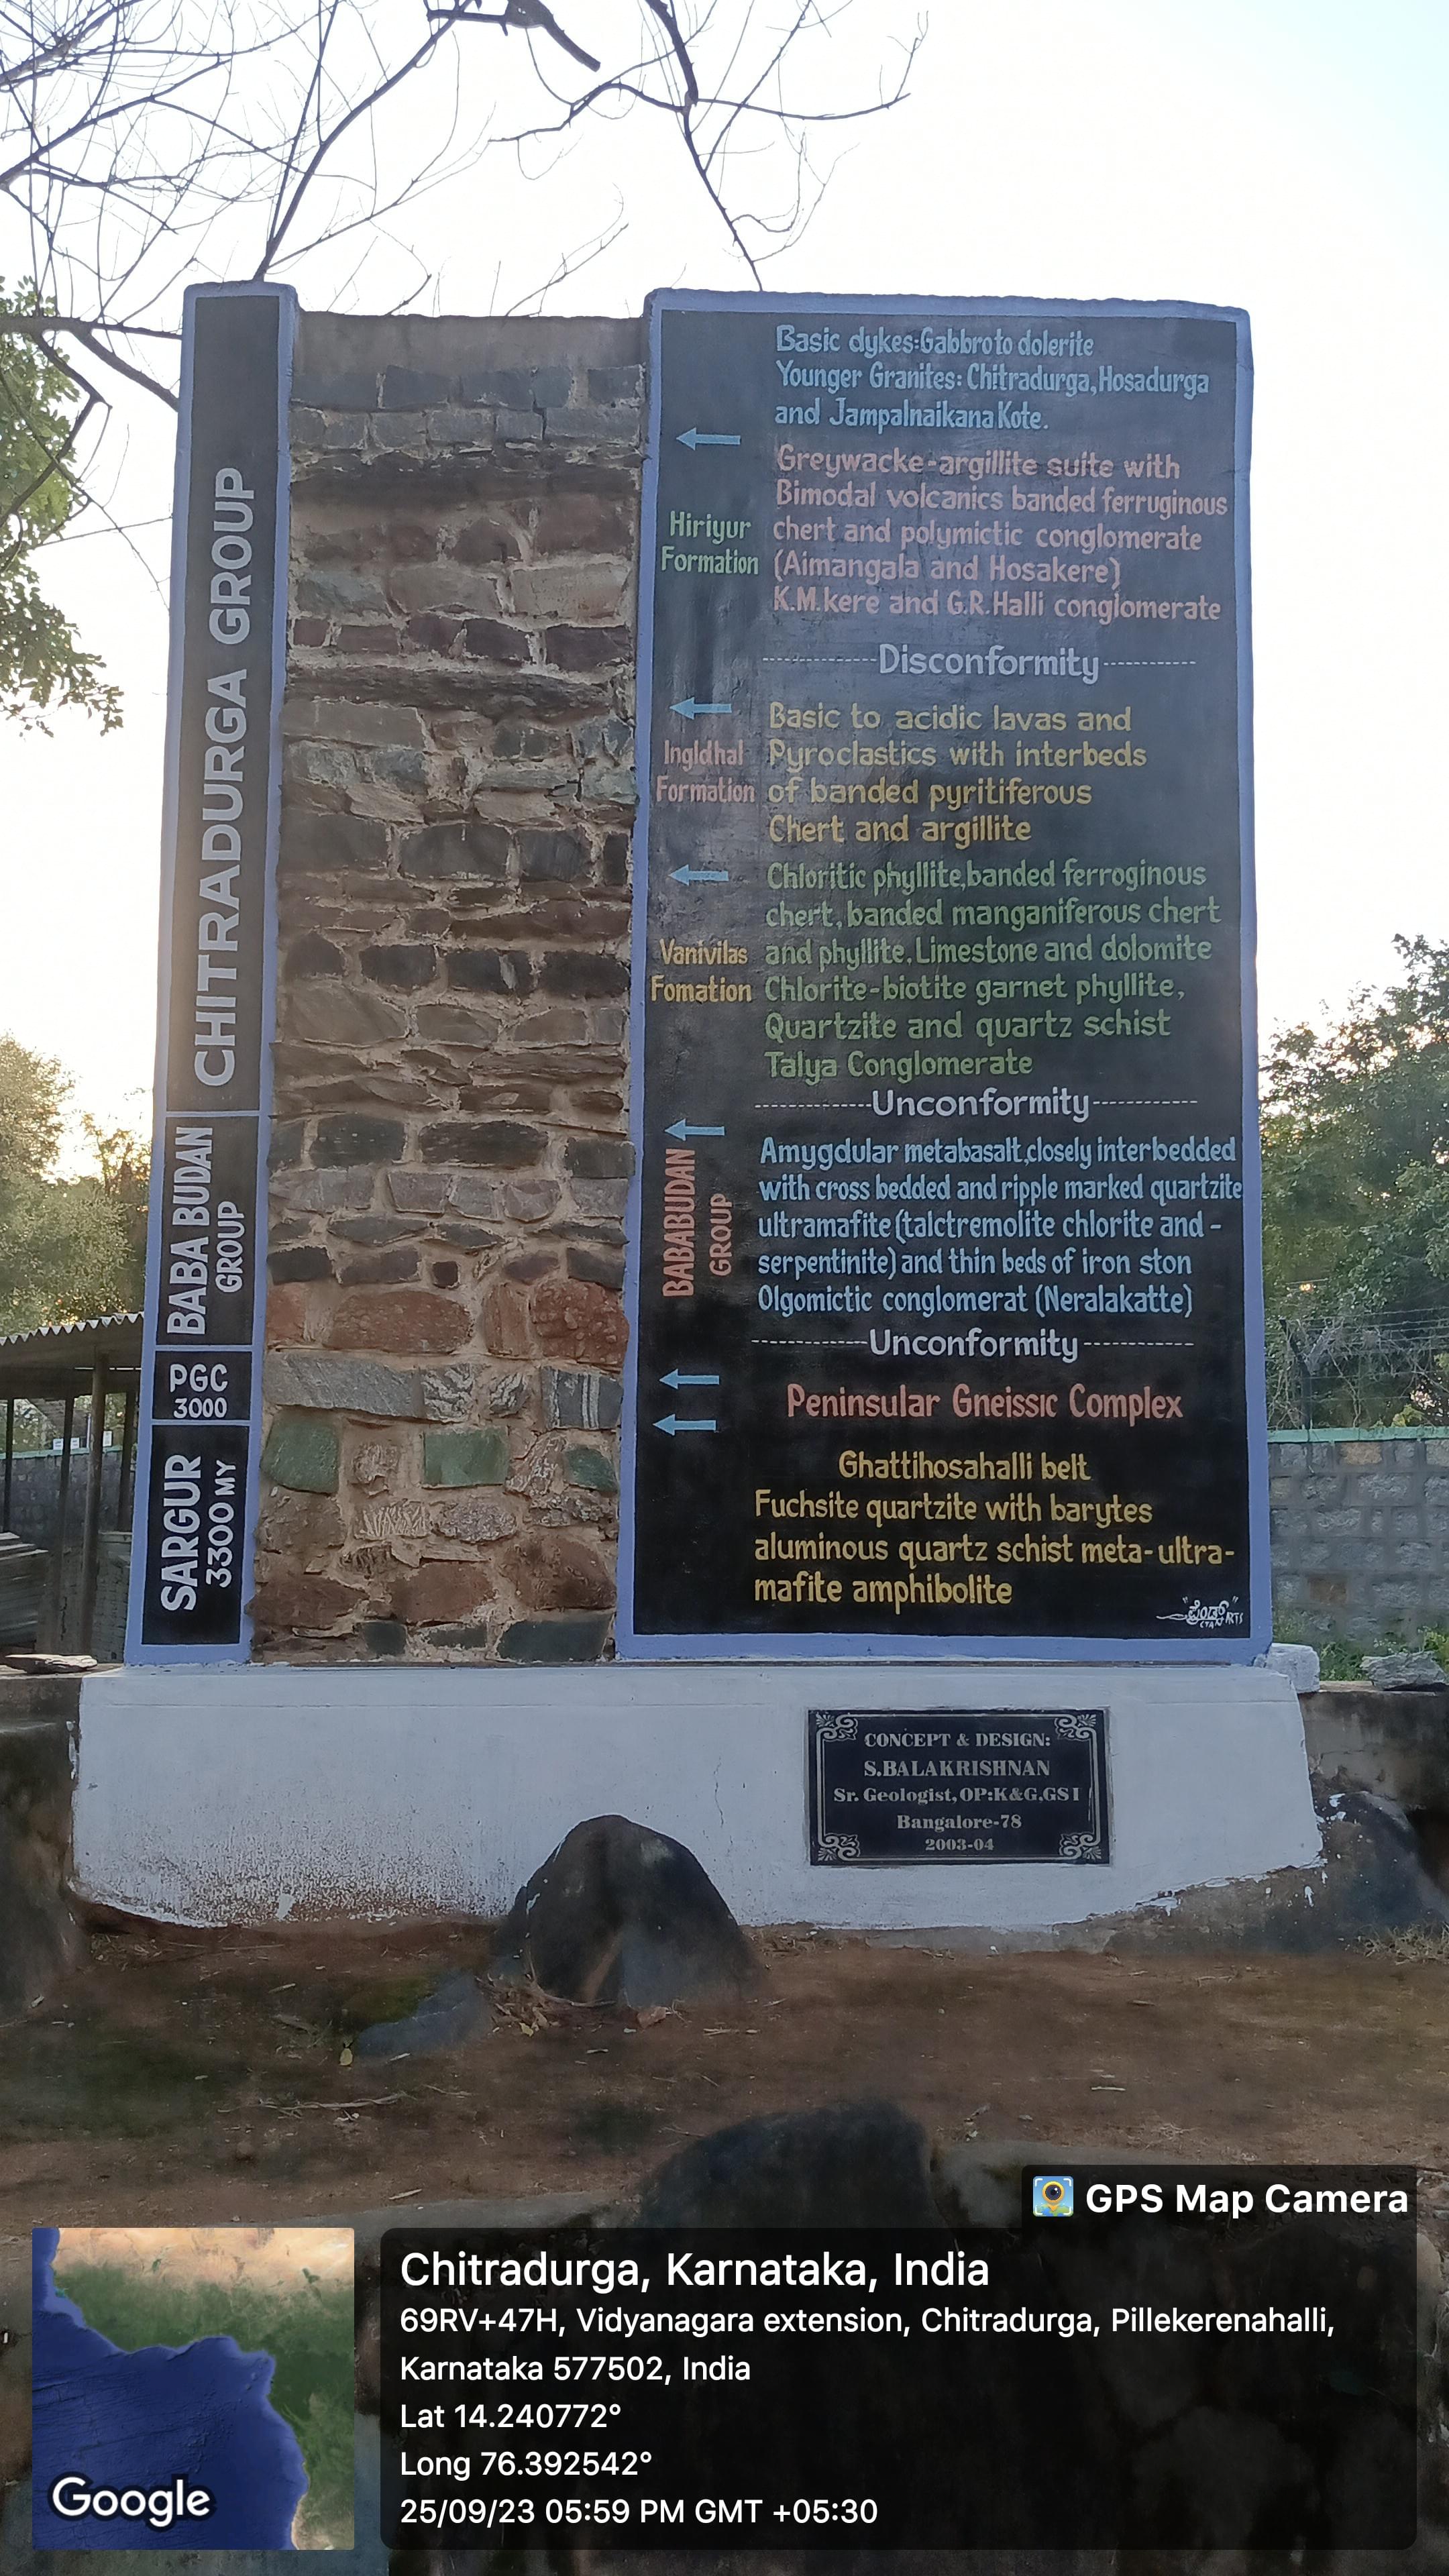 CHITRADURGA GROUP
BABA BUDAN
GROUP
PGC
3000
SARGUR
3300 MY
Basic dykes:Gabbro to dolerite
Younger Granites: Chitradurga, Hosadurga
and Jampalnaikana Kote.
Hiriyur
Formation
Greywacke-argillite suite with
Bimodal volcanics banded ferruginous
chert and polymictic conglomerate
(Aimangala and Hosakere)
K.M.kere and G.R.Halli conglomerate
------------Disconformity------------
Ingldhal
Formation
Basic to acidic lavas and
Pyroclastics with interbeds
of banded pyritiferous
Chert and argillite
Vanivilas
Fomation
Chloritic phyllite,banded ferroginous
chert, banded manganiferous chert
and phyllite. Limestone and dolomite
Chlorite-biotite garnet phyllite,
Quartzite and quartz schist
Talya Conglomerate
------------Unconformity------------
BABABUDAN
GROUP
Amygdular metabasalt,closely interbedded
with cross bedded and ripple marked quartzite
ultramafite (talctremolite chlorite and -
serpentinite) and thin beds of iron ston
Olgomictic conglomerat (Neralakatte)
------------Unconformity------------
Peninsular Gneissic Complex
Ghattihosahalli belt
Fuchsite quartzite with barytes
aluminous quartz schist meta-ultra-
mafite amphibolite
ARTS
CONCEPT & DESIGN:
S.BALAKRISHNAN
Sr. Geologist, OP:K&G,GSI
Bangalore-78
2003-04
GPS Map Camera
Chitradurga, Karnataka, India
69RV+47H, Vidyanagara extension, Chitradurga, Pillekerenahalli,
Karnataka 577502, India
Lat 14.240772°
Long 76.392542°
25/09/23 05:59 PM GMT +05:30
Google